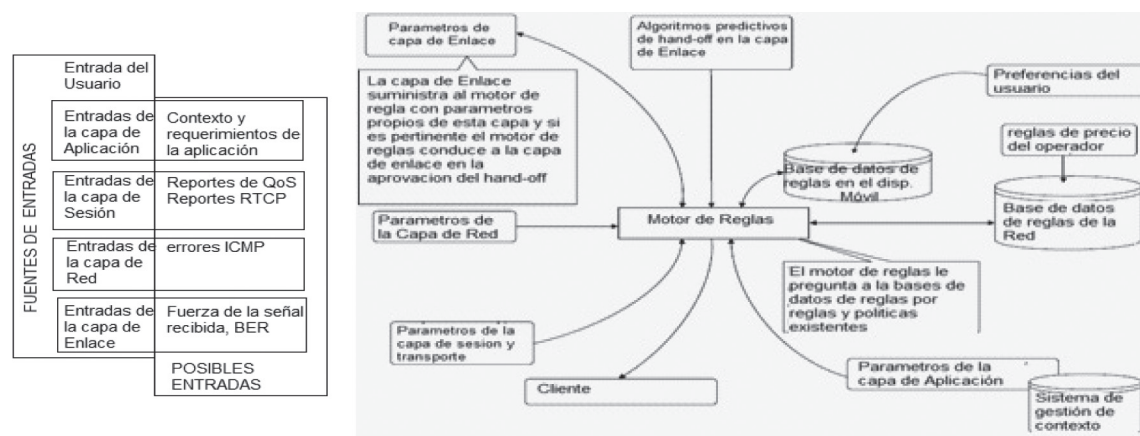 FUENTES DE ENTRADAS
Entrada del
Usuario
Entradas de
la capa de
Aplicación
Contexto y
requerimientos de
la aplicación
Entradas de
la capa de
Sesión
Reportes de QoS
Reportes RTCP
Entradas de
la capa de
Red
errores ICMP
Entradas de
la capa de
Enlace
Fuerza de la señal
recibida, BER
POSIBLES
ENTRADAS
Parametros de
capa de Enlace
La capa de Enlace
suministra al motor de
regla con parametros
propios de esta capa y si
es pertinente el motor de
reglas conduce a la capa
de enlace en la
aprovacion del hand-off
Algoritmos predictivos
de hand-off en la capa
de Enlace
Preferencias del
usuario
reglas de precio
del operador
Base de datos de
reglas en el disp.
Móvil
Base de datos
de reglas de la
Red
Parametros de
la Capa de Red
Motor de Reglas
El motor de reglas le
pregunta a la bases de
datos de reglas por
reglas y politicas
existentes
Parametros de la
capa de sesion y
transporte
Cliente
Parametros de la
capa de Aplicación
Sistema de
gestión de
contexto